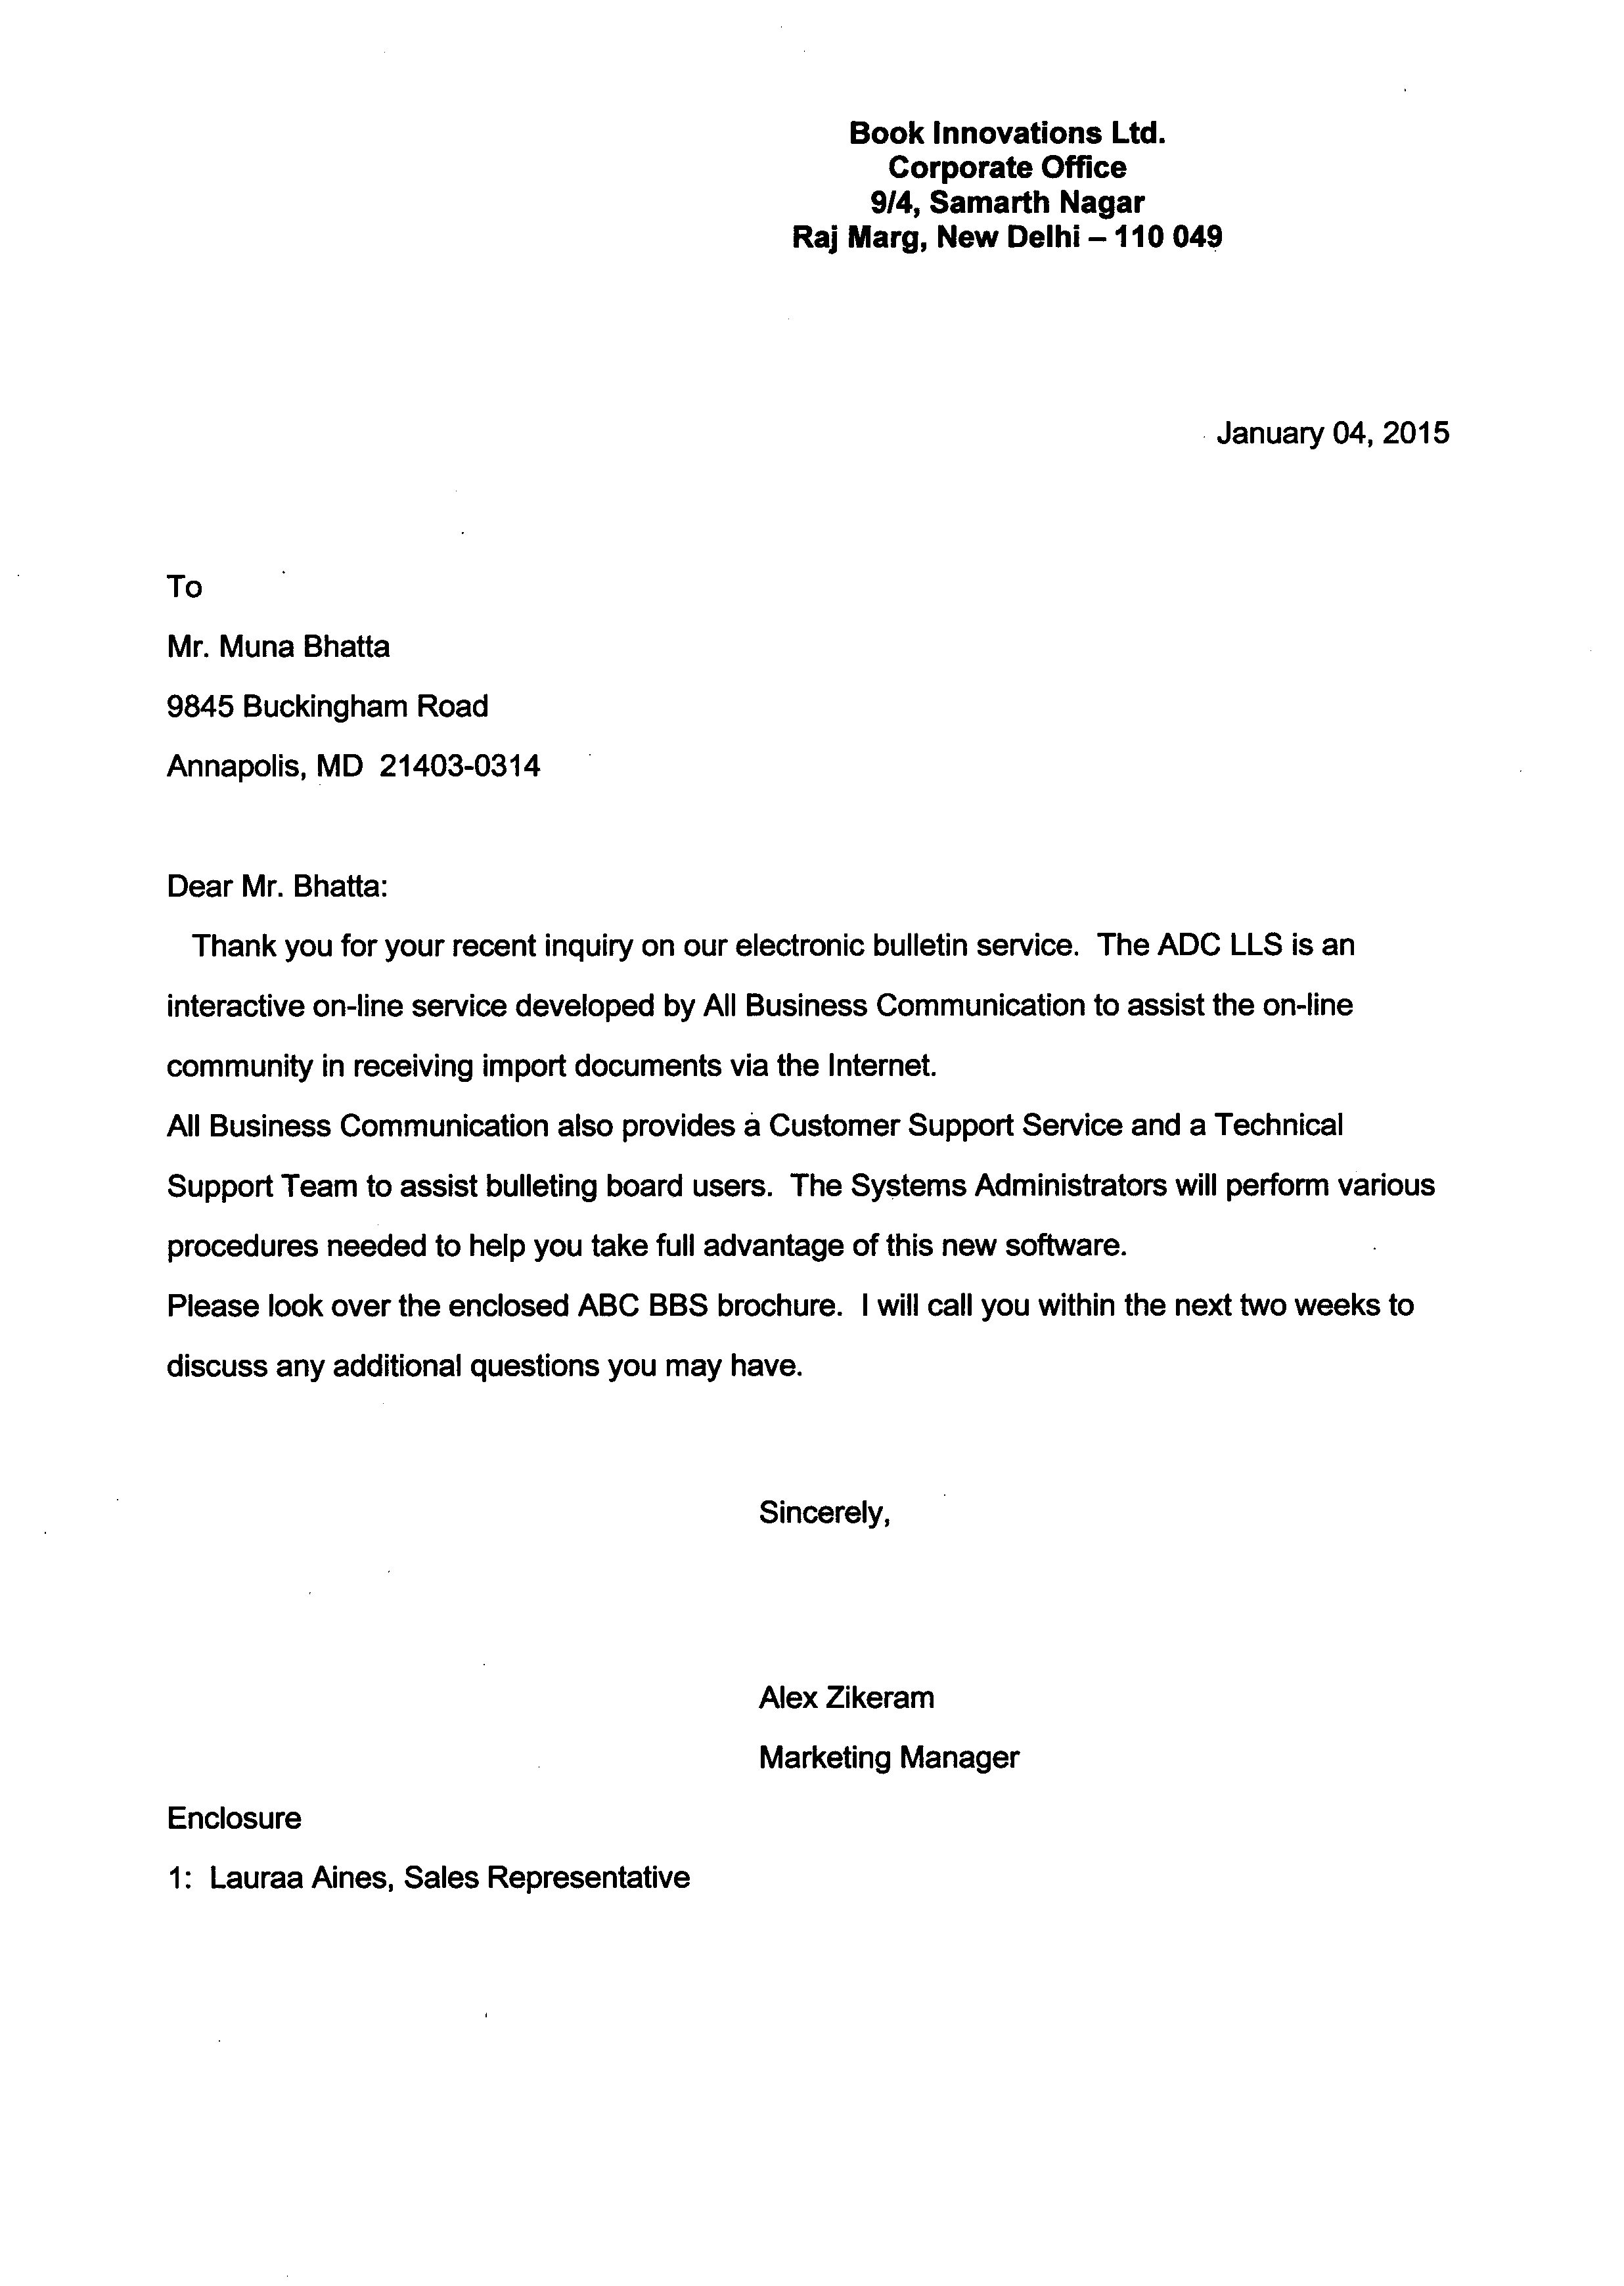 Book Innovations Ltd.
Corporate Office
9/4, Samarth Nagar
Raj Marg, New Delhi – 110 049
January 04, 2015
To
Mr. Muna Bhatta
9845 Buckingham Road
Annapolis, MD  21403-0314
Dear Mr. Bhatta:
Thank you for your recent inquiry on our electronic bulletin service.  The ADC LLS is an
interactive on-line service developed by All Business Communication to assist the on-line
community in receiving import documents via the Internet.
All Business Communication also provides a Customer Support Service and a Technical
Support Team to assist bulleting board users.  The Systems Administrators will perform various
procedures needed to help you take full advantage of this new software.
Please look over the enclosed ABC BBS brochure.  I will call you within the next two weeks to
discuss any additional questions you may have.
Sincerely,
Alex Zikeram
Marketing Manager
Enclosure
1:  Lauraa Aines, Sales Representative